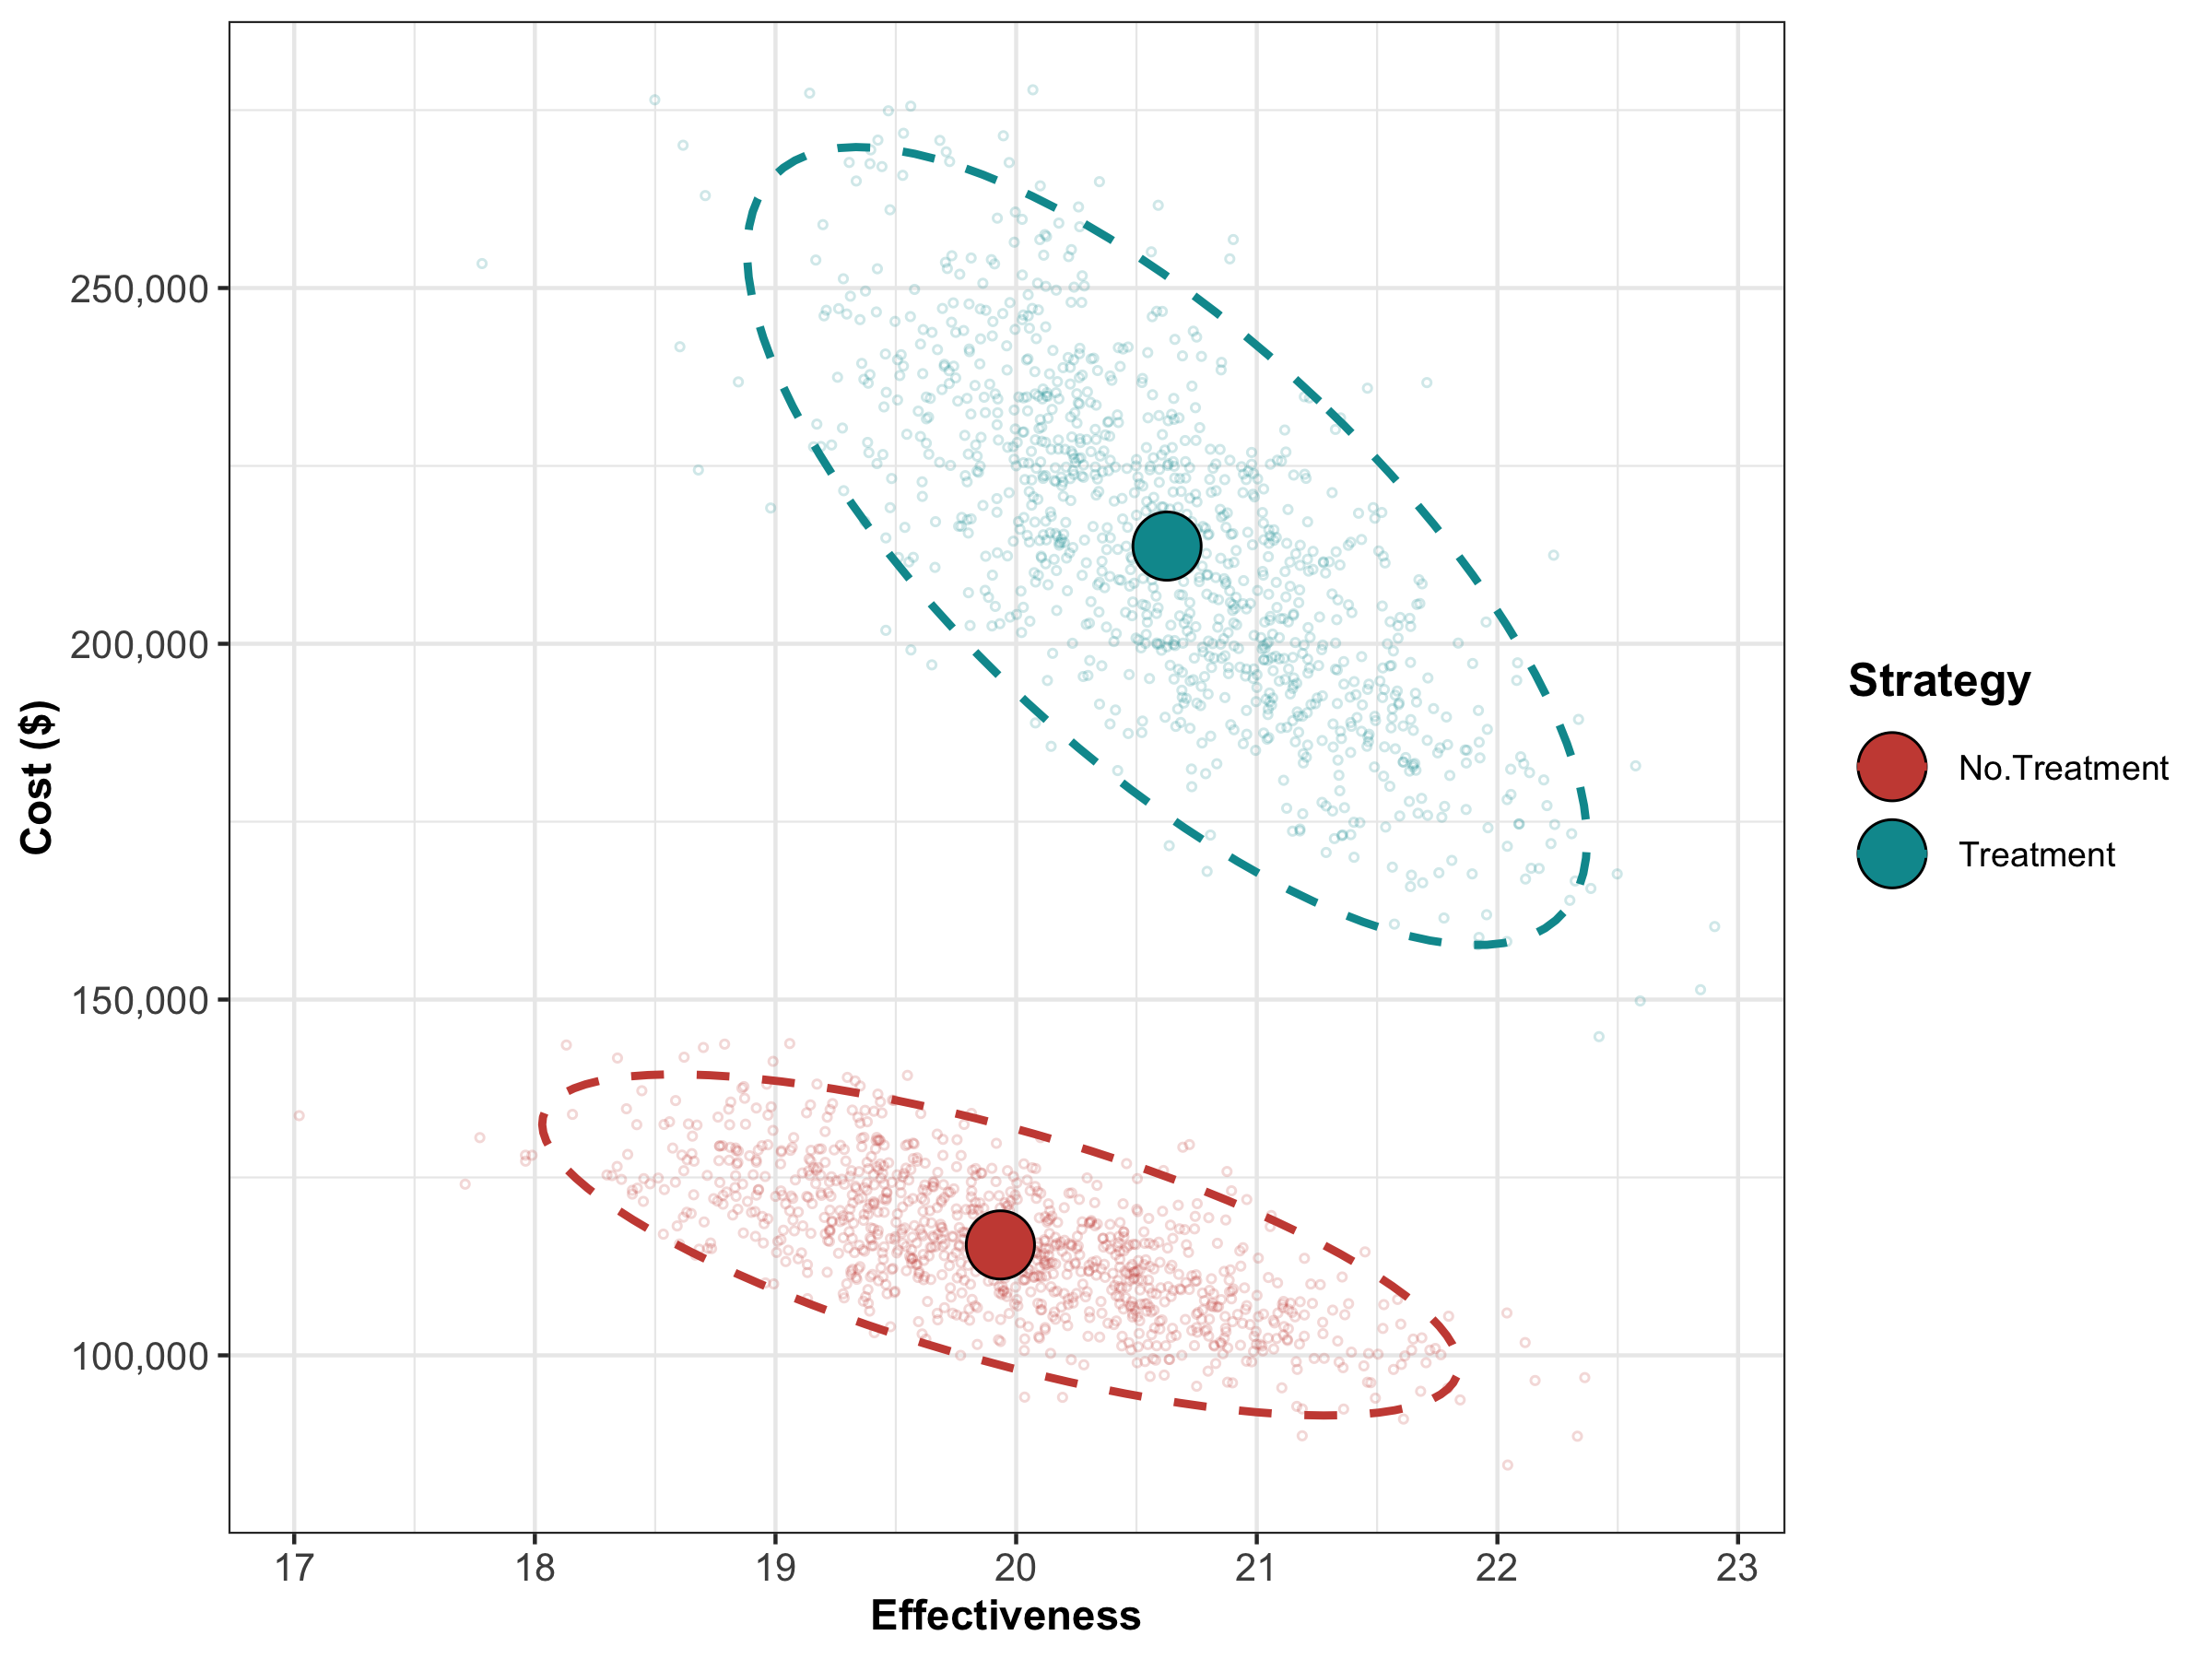 250,000
200,000
150,000
100,000
Cost ($)
17 18 19 20 21 22 23
Effectiveness
Strategy
No.Treatment
Treatment